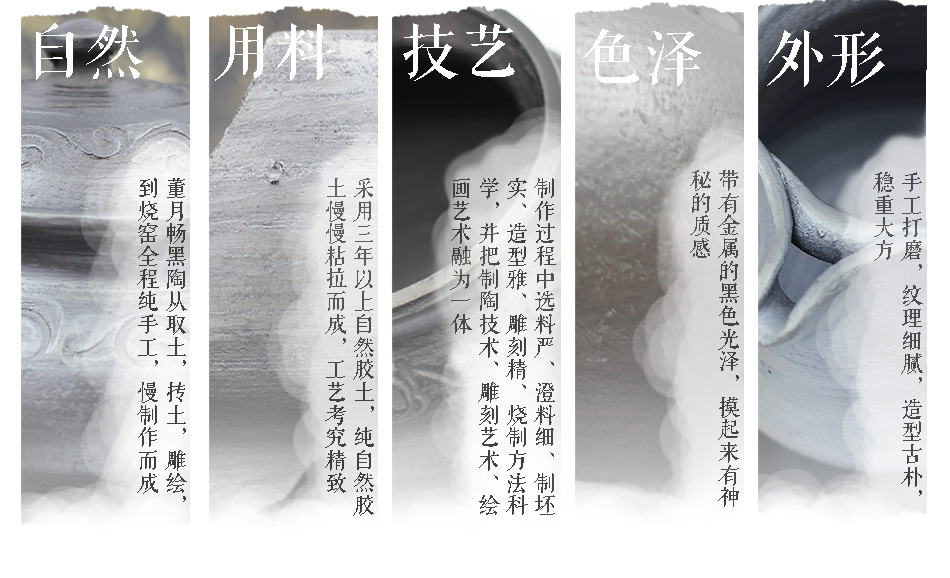 自然
董月畅黑陶从取土，抟土，雕绘，
到烧窑全程纯手工，慢制作而成
用料
采用三年以上自然胶土，纯自然胶
土慢慢粘拉而成，工艺考究精致
技艺
制作过程中选料严、澄料细、制坯
实、造型雅、雕刻精、烧制方法科
学，并把制陶技术、雕刻艺术、绘
画艺术融为一体
色泽
带有金属的黑色光泽，摸起来有神
秘的质感
外形
手工打磨，纹理细腻，造型古朴，
稳重大方